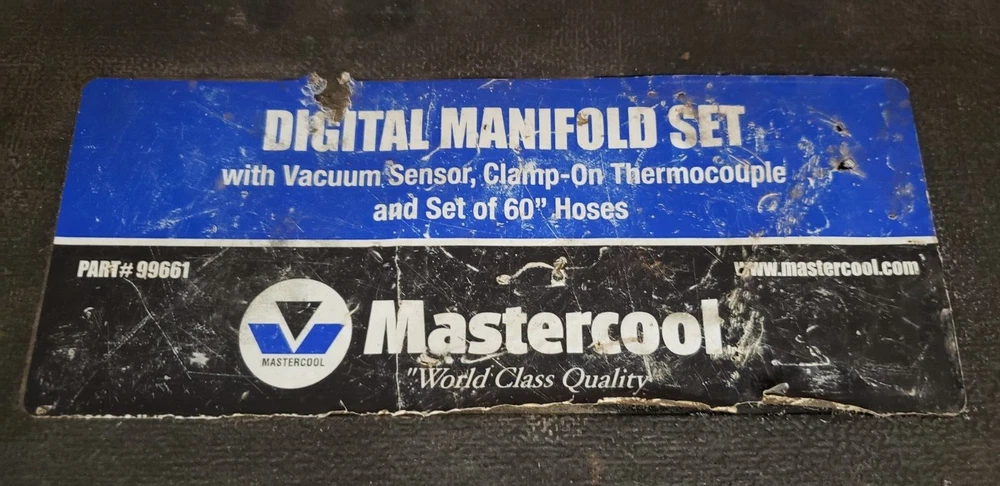 DIGITAL MANIFOLD SET
with Vacuum Sensor, Clamp-On Thermocouple
and Set of 60” Hoses
PART# 99661
www.mastercool.com
MASTERCOOL
Mastercool
"World Class Quality